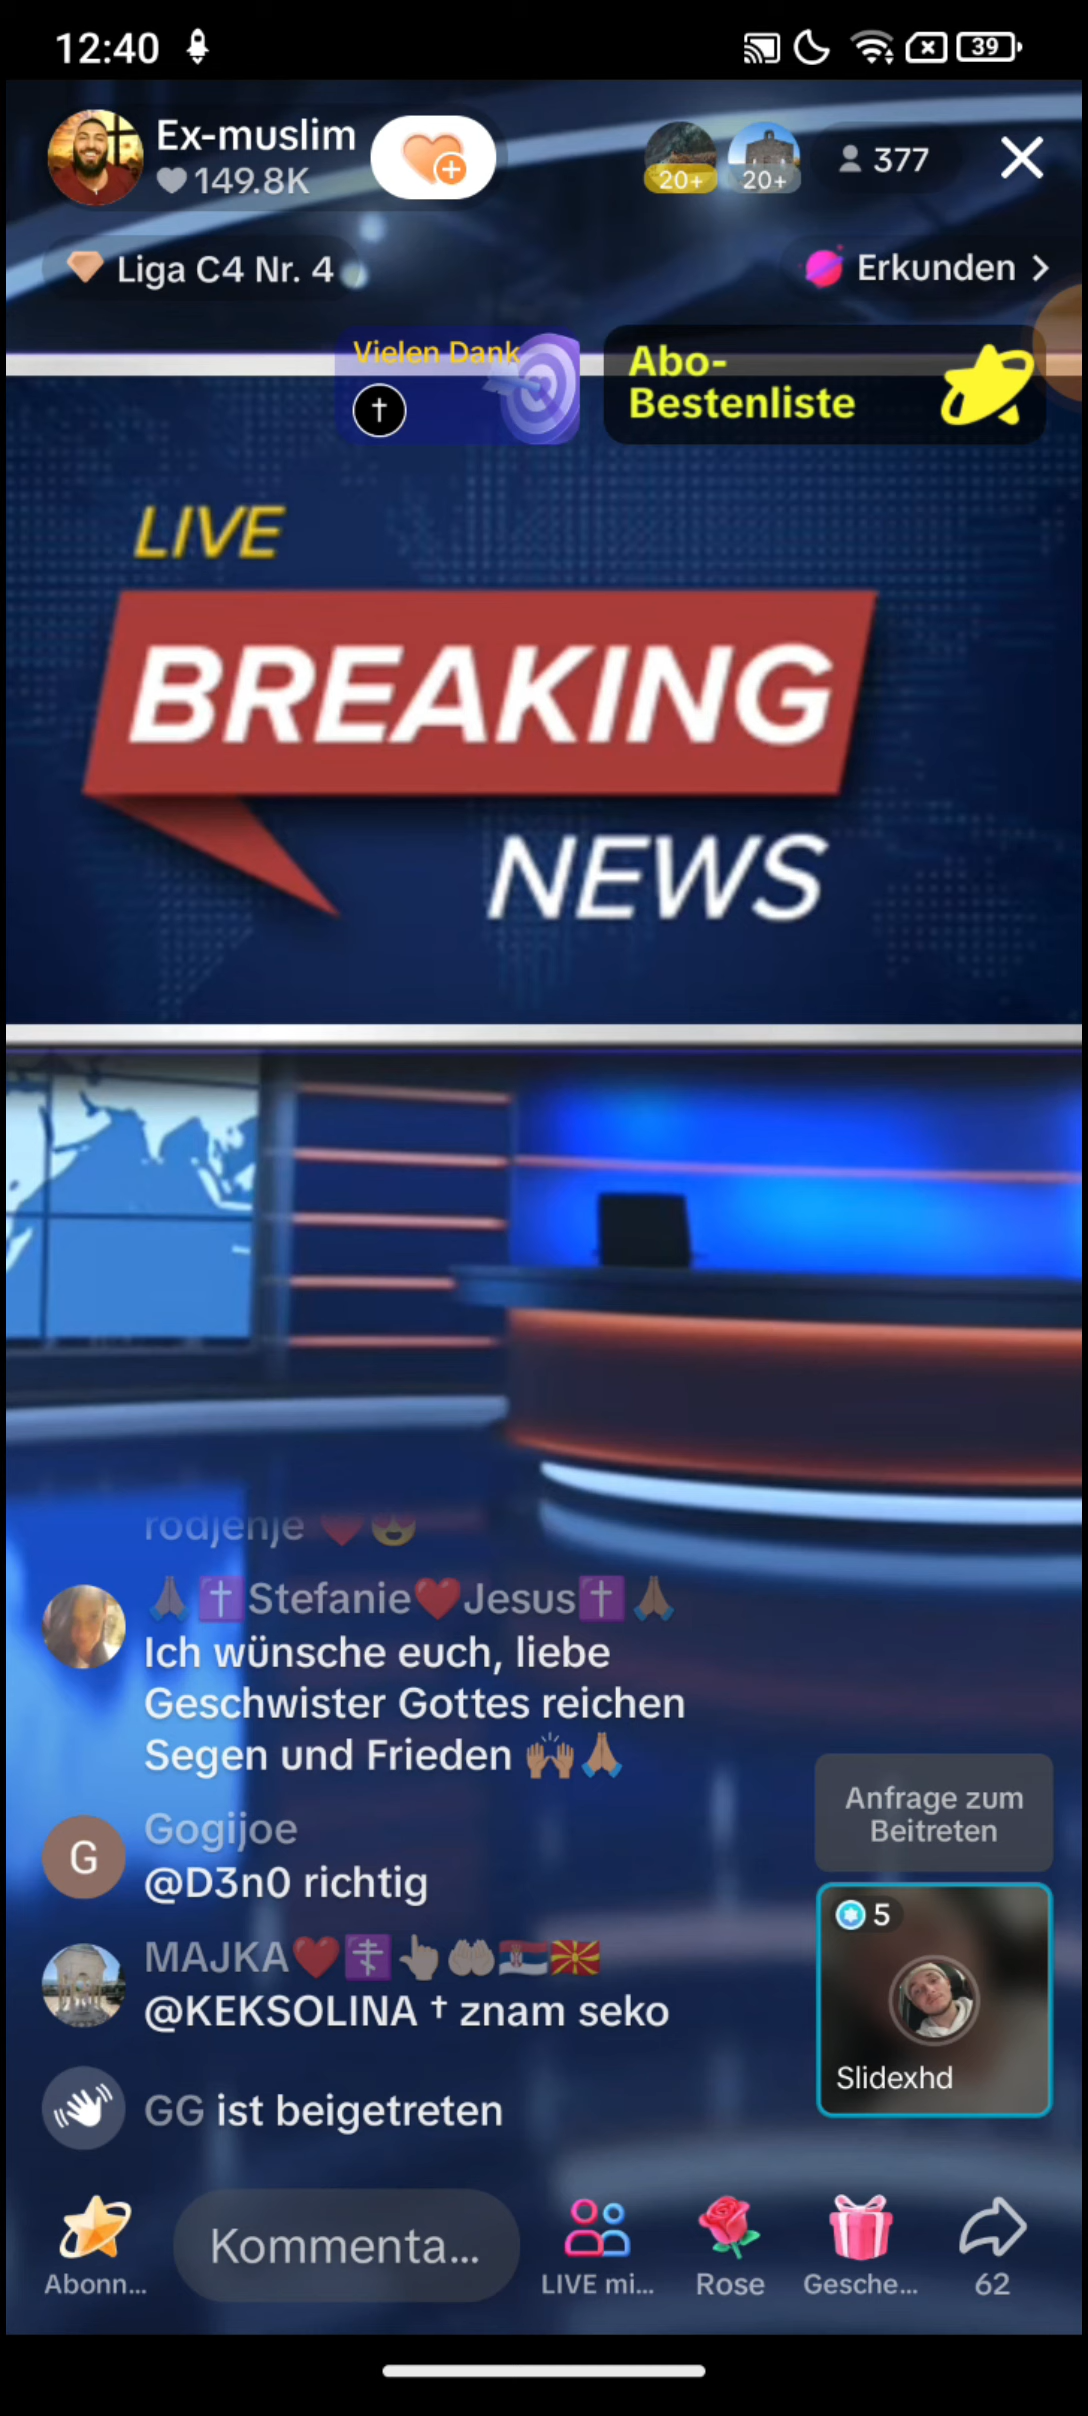 12:40
39
Ex-muslim
149.8K
20+
20+
377
Liga C4 Nr. 4
Erkunden
Vielen Dank
Abo-
Bestenliste
LIVE
BREAKING
NEWS
rodjenje ❤️😍
🙏🏽✝️Stefanie❤️Jesus✝️🙏🏽
Ich wünsche euch, liebe
Geschwister Gottes reichen
Segen und Frieden 🙌🏽🙏🏽
Anfrage zum
Beitreten
G
Gogijoe
@D3n0 richtig
5
Slidexhd
MAJKA❤️☦️👆🏼🤲🏼🇷🇸🇲🇰
@KEKSOLINA † znam seko
GG ist beigetreten
Abonn...
Kommenta...
LIVE mi...
Rose
Gesche...
62